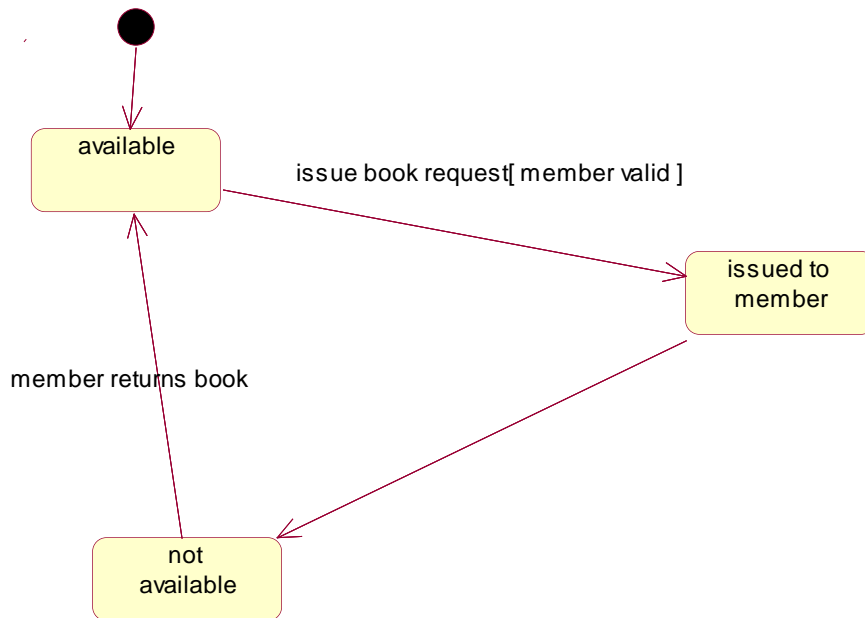 available
issue book request[ member valid ]
issued to
member
member returns book
not
available